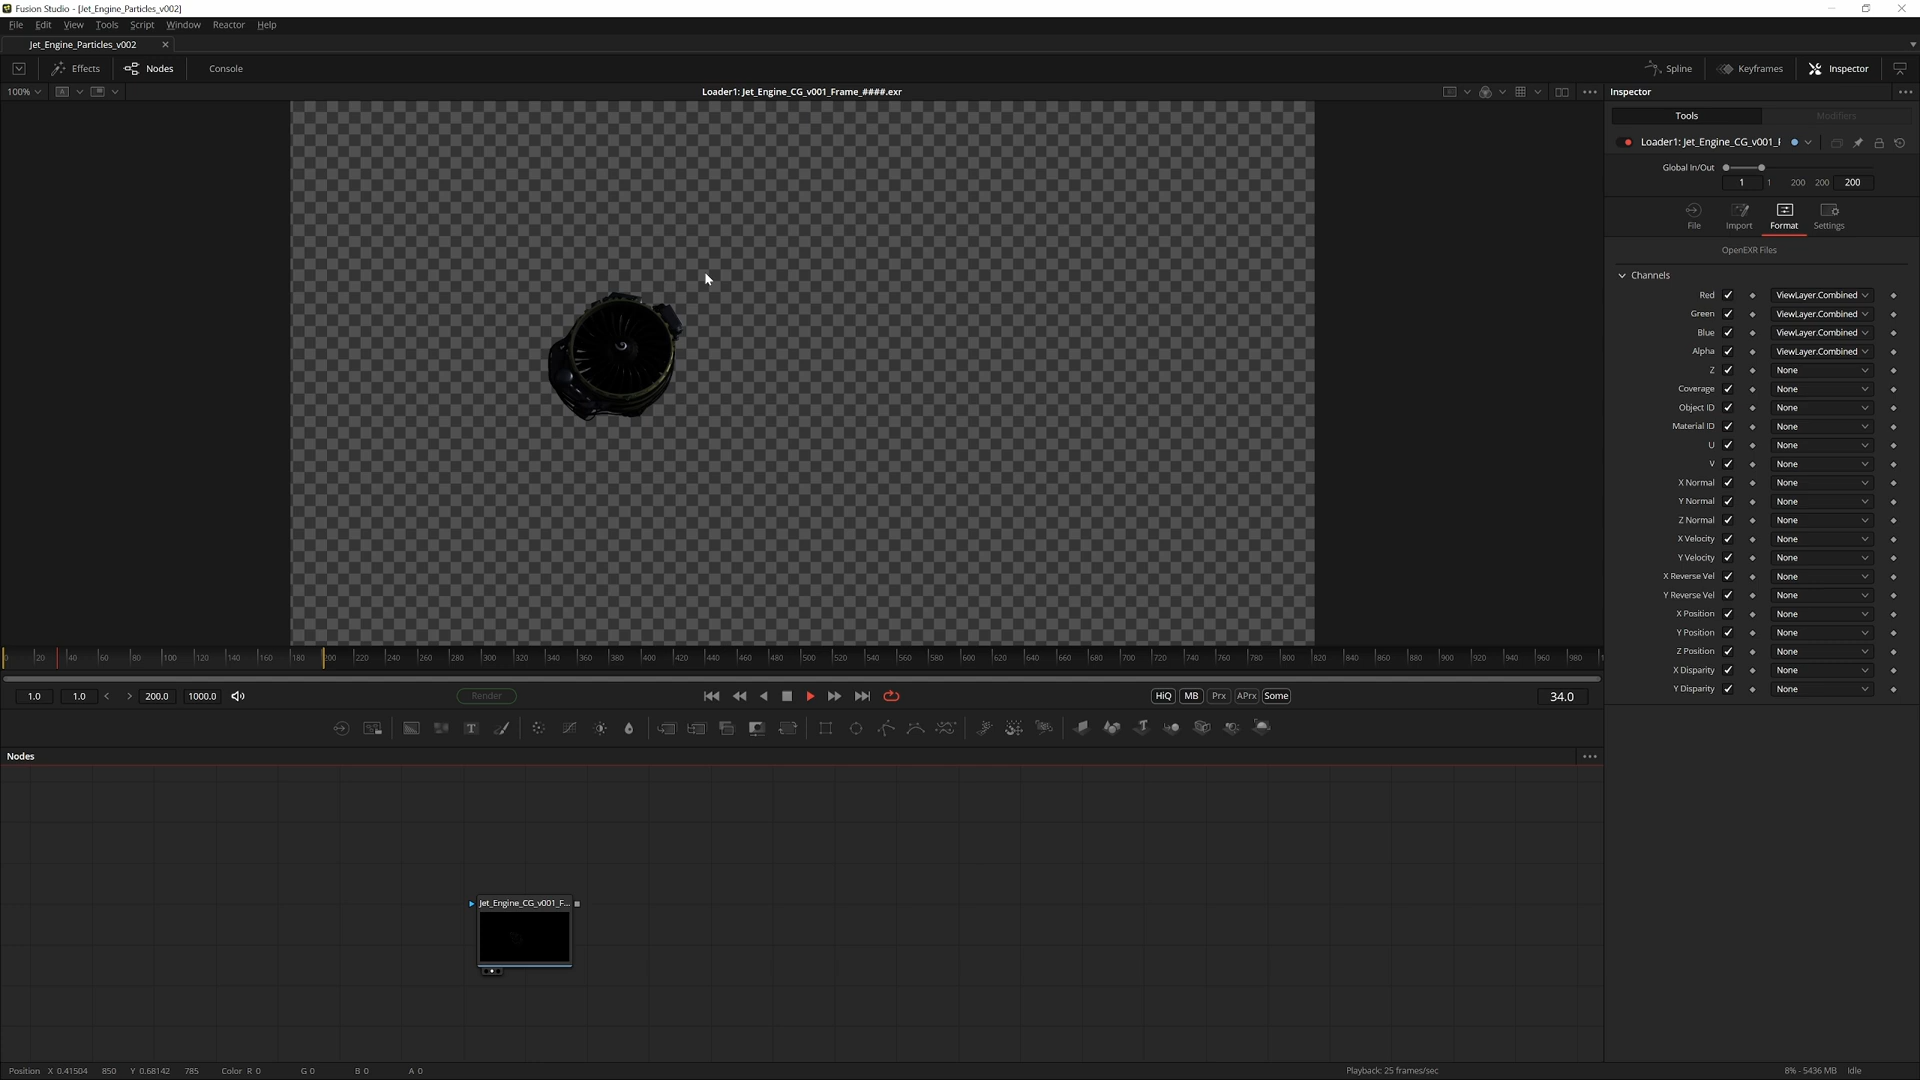 Fusion Studio - [Jet_Engine_Particles_v002]
File Edit View Tools Script Window Reactor Help
Jet_Engine_Particles_v002
Effects Nodes Console Spline Keyframes Inspector
100% A Loader1: Jet_Engine_CG_v001_Frame_####.exr Inspector
Tools Modifiers
Loader1: Jet_Engine_CG_v001_F
Global In/Out
1 1 200 200 200
File Import Format Settings
OpenEXR Files
Channels
Red ViewLayer.Combined
Green ViewLayer.Combined
Blue ViewLayer.Combined
Alpha ViewLayer.Combined
Z None
Coverage None
Object ID None
Material ID None
U None
V None
X Normal None
Y Normal None
Z Normal None
X Velocity None
Y Velocity None
X Reverse Vel None
Y Reverse Vel None
X Position None
Y Position None
Z Position None
X Disparity None
Y Disparity None
0 20 40 60 80 100 120 140 160 180 200 220 240 260 280 300 320 340 360 380 400 420 440 460 480 500 520 540 560 580 600 620 640 660 680 700 720 740 760 780 800 820 840 860 880 900 920 940 960 980
1.0 1.0 200.0 1000.0 Render HiQ MB Prx APrx Some 34.0
Nodes
Jet_Engine_CG_v001_F...
Position X 0.41504 850 Y 0.68142 785 Color R 0 G 0 B 0 A 0 Playback: 25 frames/sec 8% - 5436 MB Idle